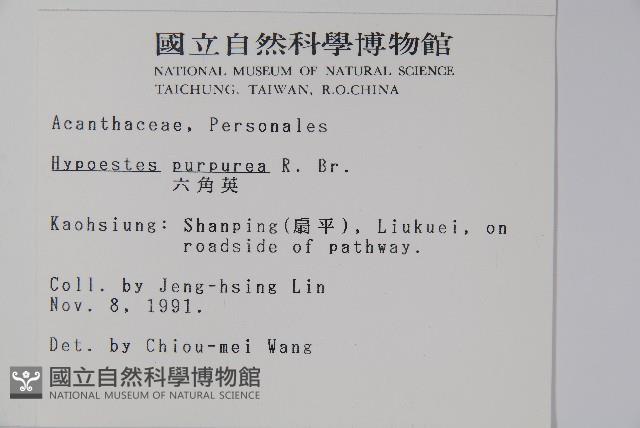 國立自然科學博物館
NATIONAL MUSEUM OF NATURAL SCIENCE
TAICHUNG, TAIWAN, R.O.CHINA
Acanthaceae, Personales
Hypoestes purpurea R. Br.
六角英
Kaohsiung: Shanping(扇平), Liukuei, on
roadside of pathway.
Coll. by Jeng-hsing Lin
Nov. 8, 1991.
Det. by Chiou-mei Wang
國立自然科學博物館
NATIONAL MUSEUM OF NATURAL SCIENCE